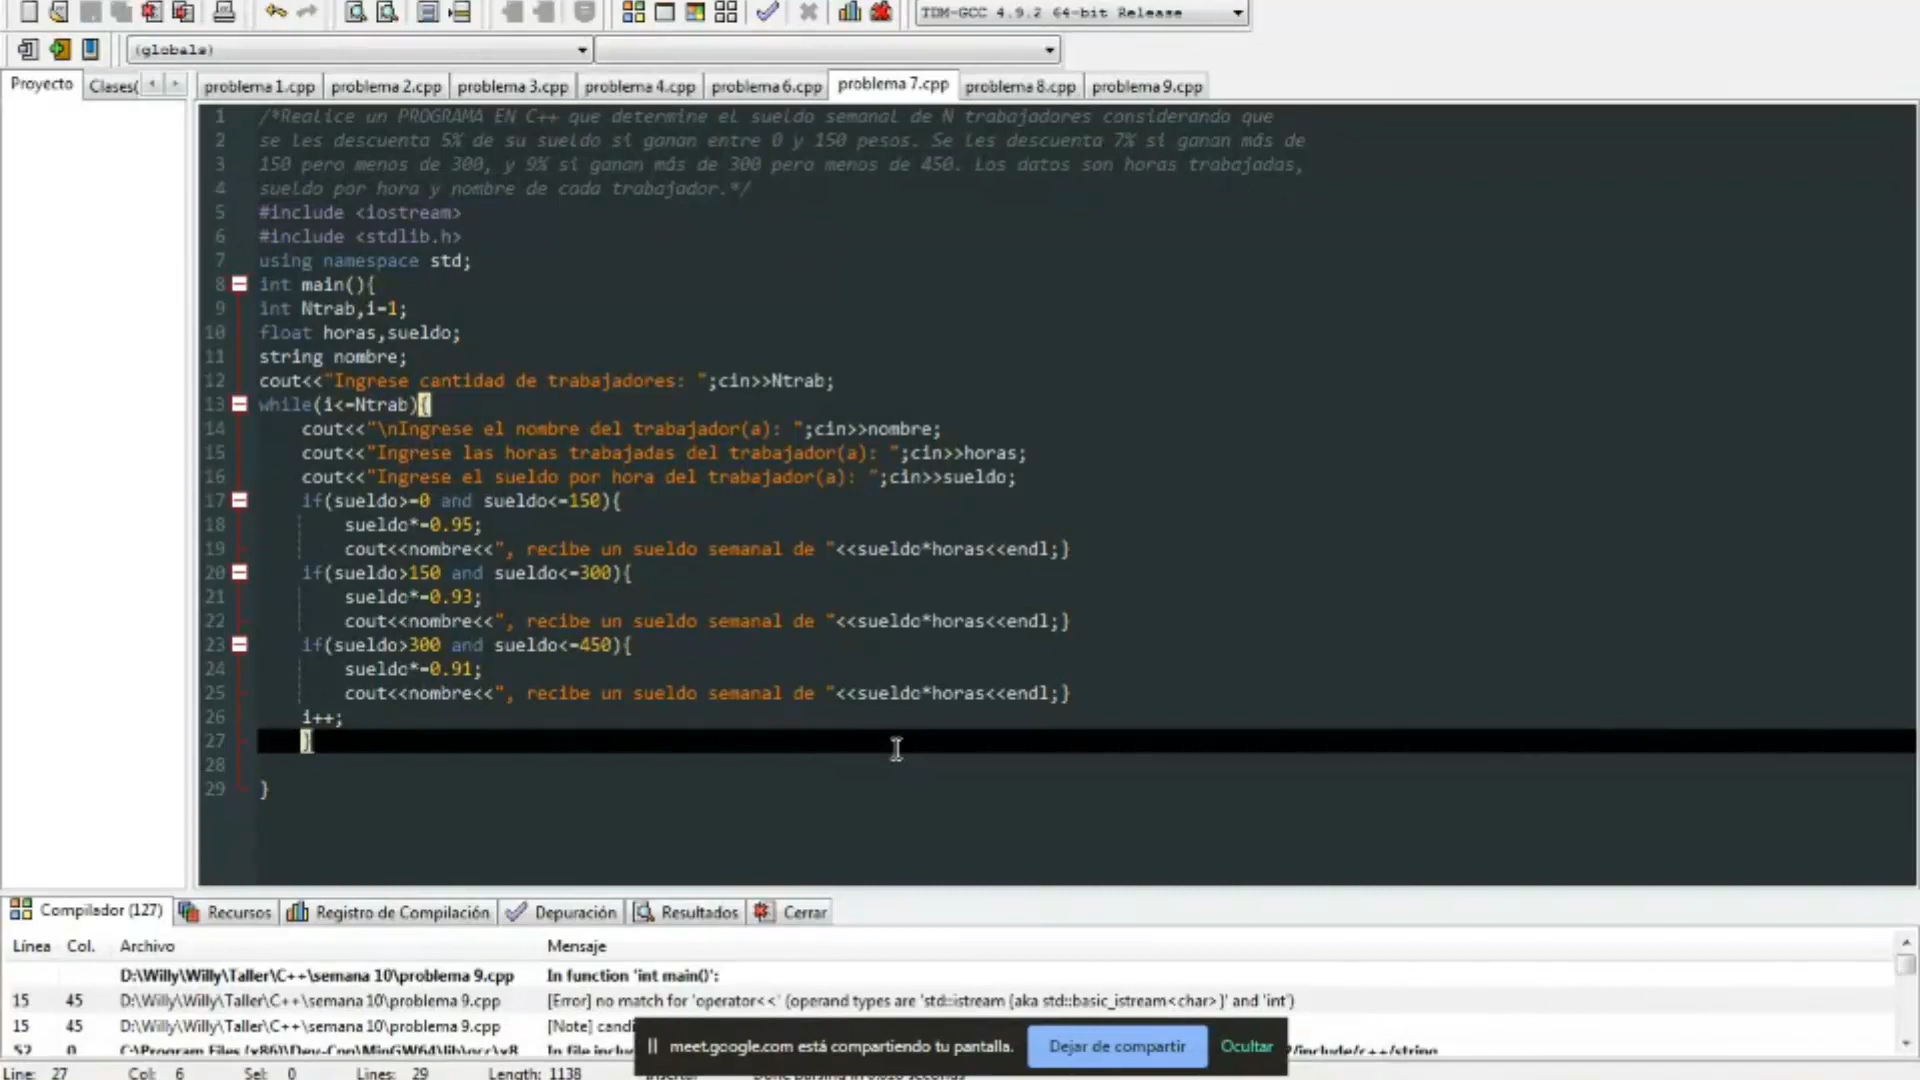 TDM-GCC 4.9.2 64-bit Release
(globals)
Proyecto Clases(
problema 1.cpp problema 2.cpp problema 3.cpp problema 4.cpp problema 6.cpp problema 7.cpp problema 8.cpp problema 9.cpp
1 /*Realice un PROGRAMA EN C++ que determine el sueldo semanal de N trabajadores considerando que
2 se les descuenta 5% de su sueldo si ganan entre 0 y 150 pesos. Se les descuenta 7% si ganan más de
3 150 pero menos de 300, y 9% si ganan más de 300 pero menos de 450. Los datos son horas trabajadas,
4 sueldo por hora y nombre de cada trabajador.*/
5 #include <iostream>
6 #include <stdlib.h>
7 using namespace std;
8 int main(){
9 int Ntrab,i=1;
10 float horas,sueldo;
11 string nombre;
12 cout<<"Ingrese cantidad de trabajadores: ";cin>>Ntrab;
13 while(i<=Ntrab){
14 cout<<"\nIngrese el nombre del trabajador(a): ";cin>>nombre;
15 cout<<"Ingrese las horas trabajadas del trabajador(a): ";cin>>horas;
16 cout<<"Ingrese el sueldo por hora del trabajador(a): ";cin>>sueldo;
17 if(sueldo>=0 and sueldo<=150){
18 sueldo*=0.95;
19 cout<<nombre<<", recibe un sueldo semanal de "<<sueldo*horas<<endl;}
20 if(sueldo>150 and sueldo<=300){
21 sueldo*=0.93;
22 cout<<nombre<<", recibe un sueldo semanal de "<<sueldo*horas<<endl;}
23 if(sueldo>300 and sueldo<=450){
24 sueldo*=0.91;
25 cout<<nombre<<", recibe un sueldo semanal de "<<sueldo*horas<<endl;}
26 i++;
27 }
28
29 }
Compilador (127) Recursos Registro de Compilación Depuración Resultados Cerrar
Línea Col. Archivo Mensaje
D:\Willy\Willy\Taller\C++\semana 10\problema 9.cpp In function 'int main()':
15 45 D:\Willy\Willy\Taller\C++\semana 10\problema 9.cpp [Error] no match for 'operator<<' (operand types are 'std::istream {aka std::basic_istream<char>}' and 'int')
15 45 D:\Willy\Willy\Taller\C++\semana 10\problema 9.cpp [Note]
meet.google.com está compartiendo tu pantalla. Dejar de compartir Ocultar
52 0 C:\Program Files (x86)\Dev-Cpp\MinGW64\lib\gcc\x8 In file /include/c++/string
Line: 27 Col: 6 Sel: 0 Lines: 29 Length: 1138